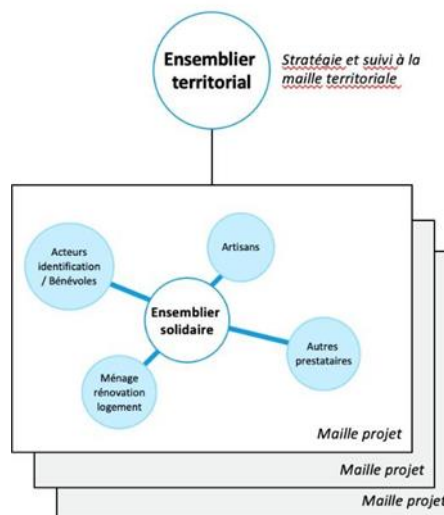 Ensemblier
territorial
Stratégie et suivi à la
maille territoriale
Acteurs
identification
/ Bénévoles
Artisans
Ensemblier
solidaire
Autres
prestataires
Ménage
rénovation
logement
Maille projet
Maille projet
Maille projet